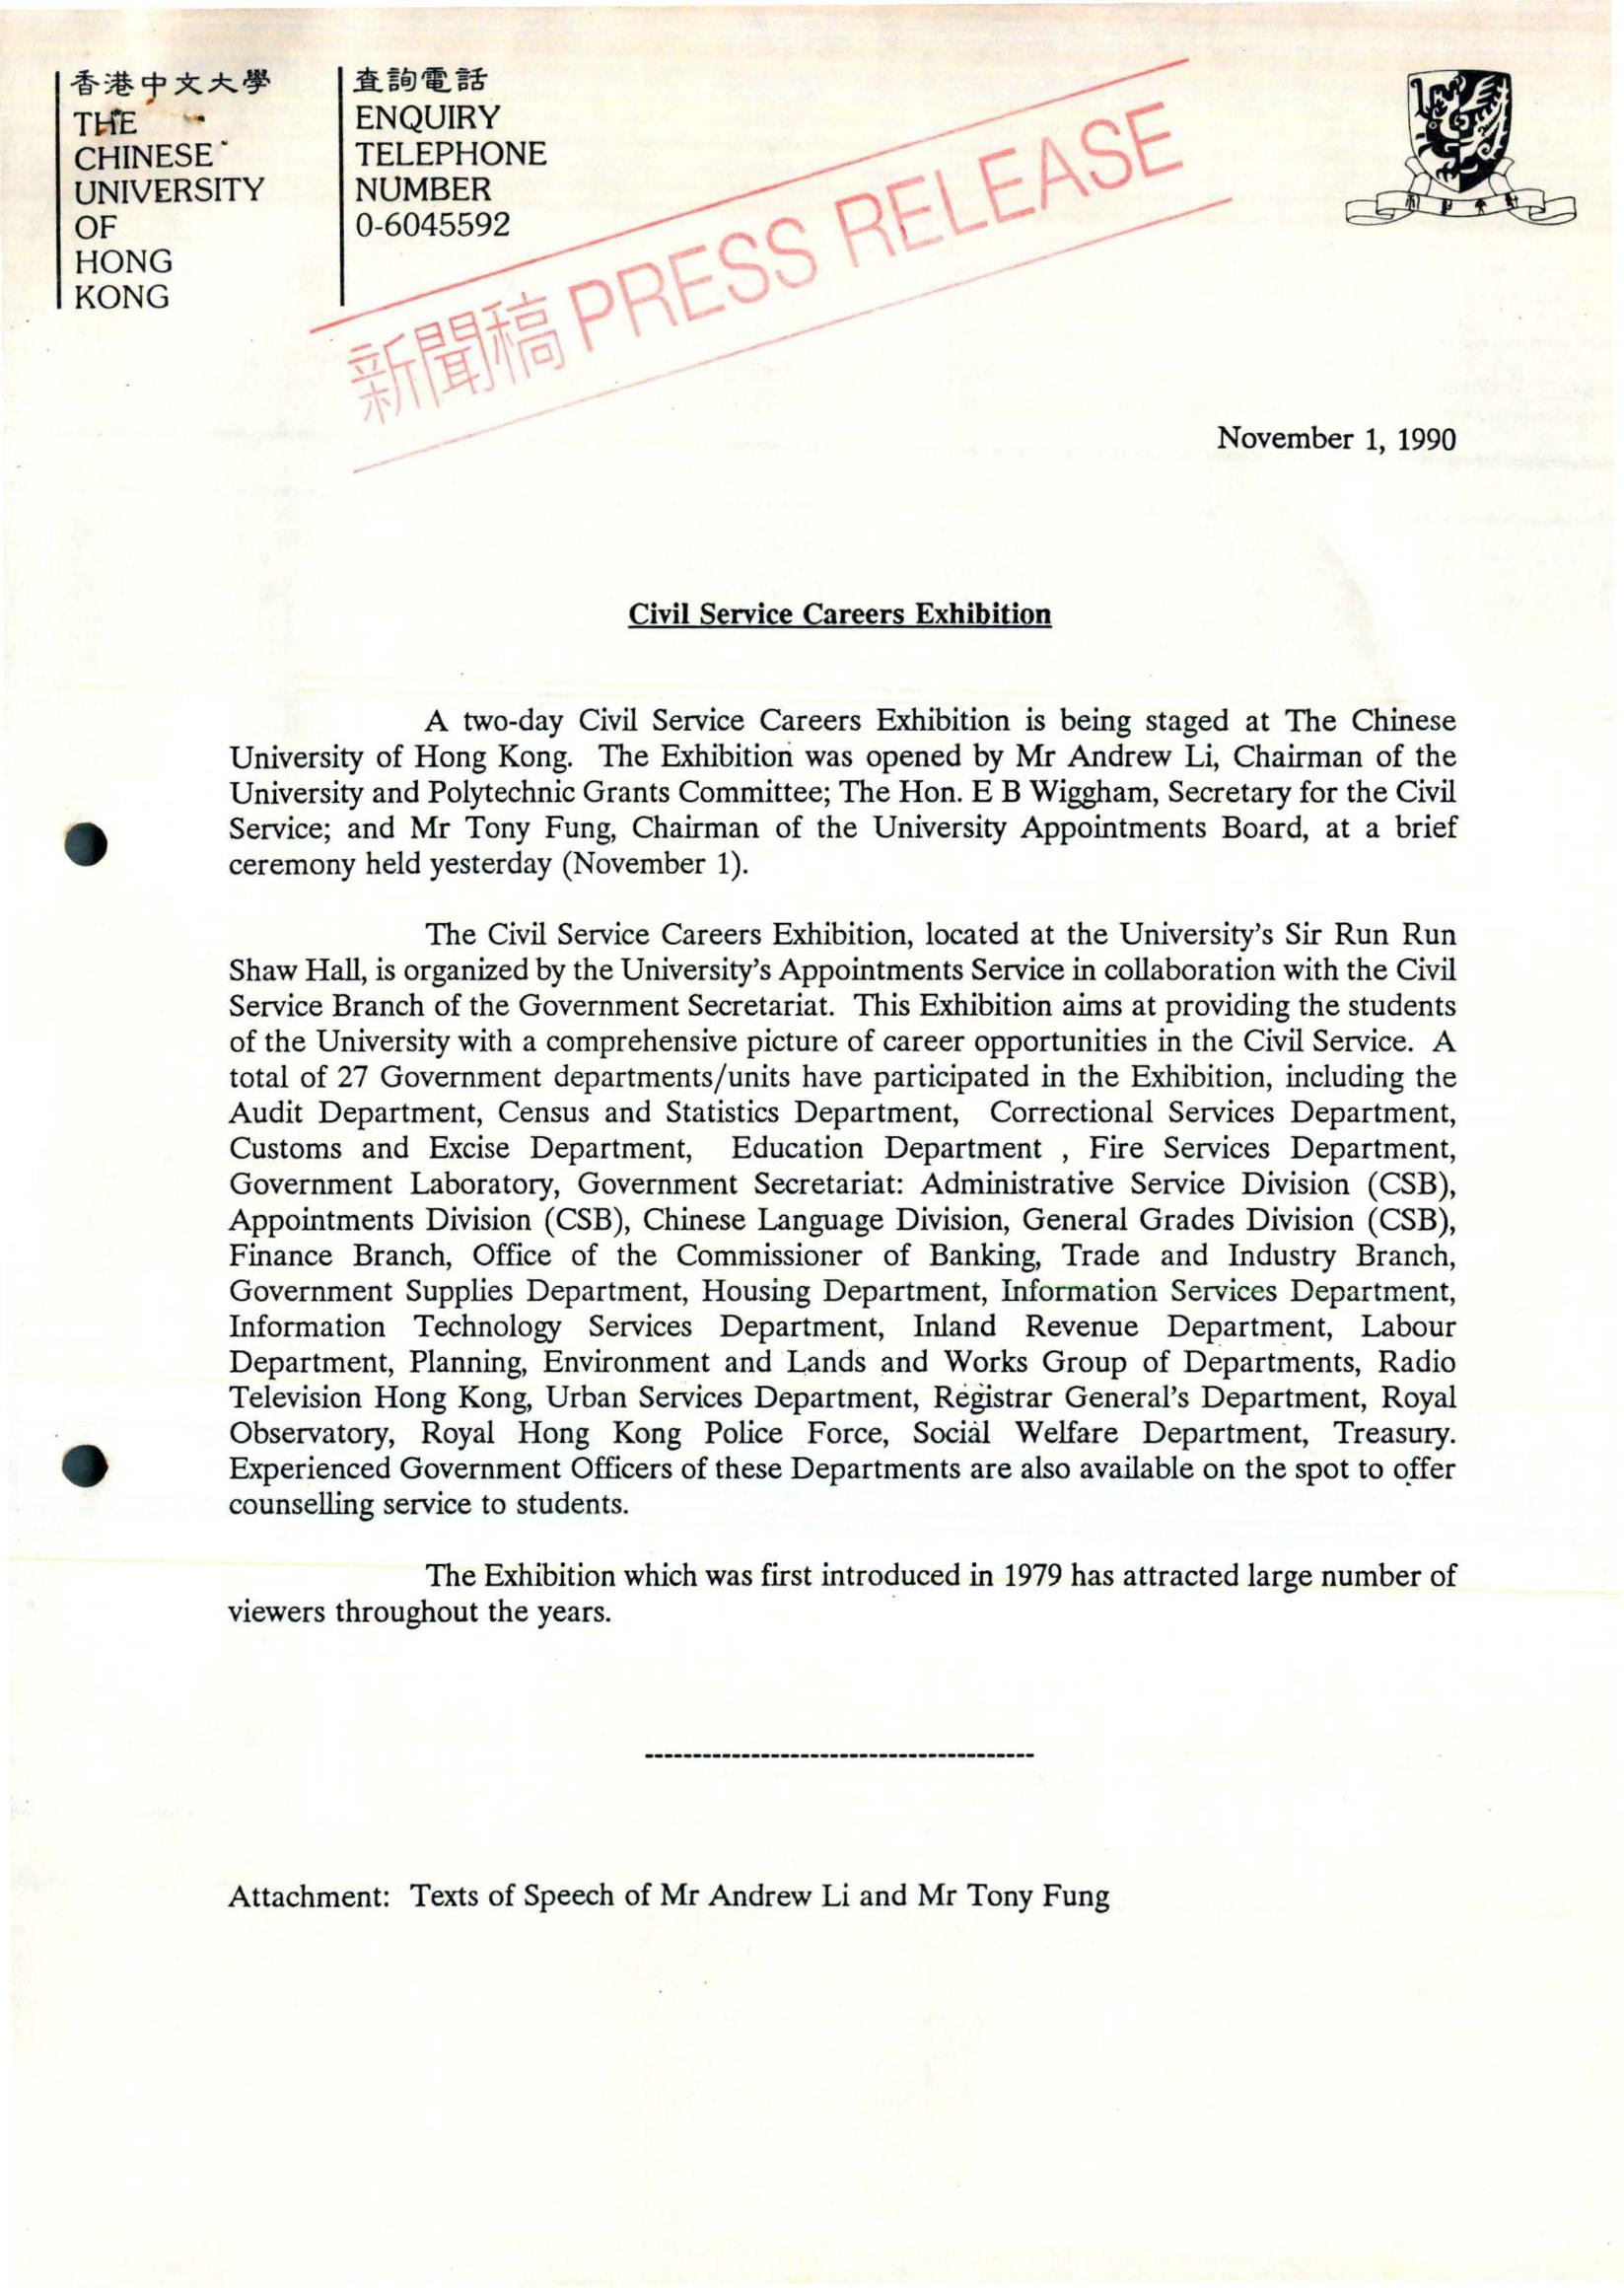 香港中文大學
THE
CHINESE
UNIVERSITY
OF
HONG
KONG
查詢電話
ENQUIRY
TELEPHONE
NUMBER
0-6045592
新聞稿 PRESS RELEASE
November 1, 1990
Civil Service Careers Exhibition
A two-day Civil Service Careers Exhibition is being staged at The Chinese
University of Hong Kong. The Exhibition was opened by Mr Andrew Li, Chairman of the
University and Polytechnic Grants Committee; The Hon. E B Wiggham, Secretary for the Civil
Service; and Mr Tony Fung, Chairman of the University Appointments Board, at a brief
ceremony held yesterday (November 1).
The Civil Service Careers Exhibition, located at the University's Sir Run Run
Shaw Hall, is organized by the University's Appointments Service in collaboration with the Civil
Service Branch of the Government Secretariat. This Exhibition aims at providing the students
of the University with a comprehensive picture of career opportunities in the Civil Service. A
total of 27 Government departments/units have participated in the Exhibition, including the
Audit Department, Census and Statistics Department, Correctional Services Department,
Customs and Excise Department, Education Department , Fire Services Department,
Government Laboratory, Government Secretariat: Administrative Service Division (CSB),
Appointments Division (CSB), Chinese Language Division, General Grades Division (CSB),
Finance Branch, Office of the Commissioner of Banking, Trade and Industry Branch,
Government Supplies Department, Housing Department, Information Services Department,
Information Technology Services Department, Inland Revenue Department, Labour
Department, Planning, Environment and Lands and Works Group of Departments, Radio
Television Hong Kong, Urban Services Department, Registrar General's Department, Royal
Observatory, Royal Hong Kong Police Force, Social Welfare Department, Treasury.
Experienced Government Officers of these Departments are also available on the spot to offer
counselling service to students.
The Exhibition which was first introduced in 1979 has attracted large number of
viewers throughout the years.
----------------------------------------
Attachment: Texts of Speech of Mr Andrew Li and Mr Tony Fung